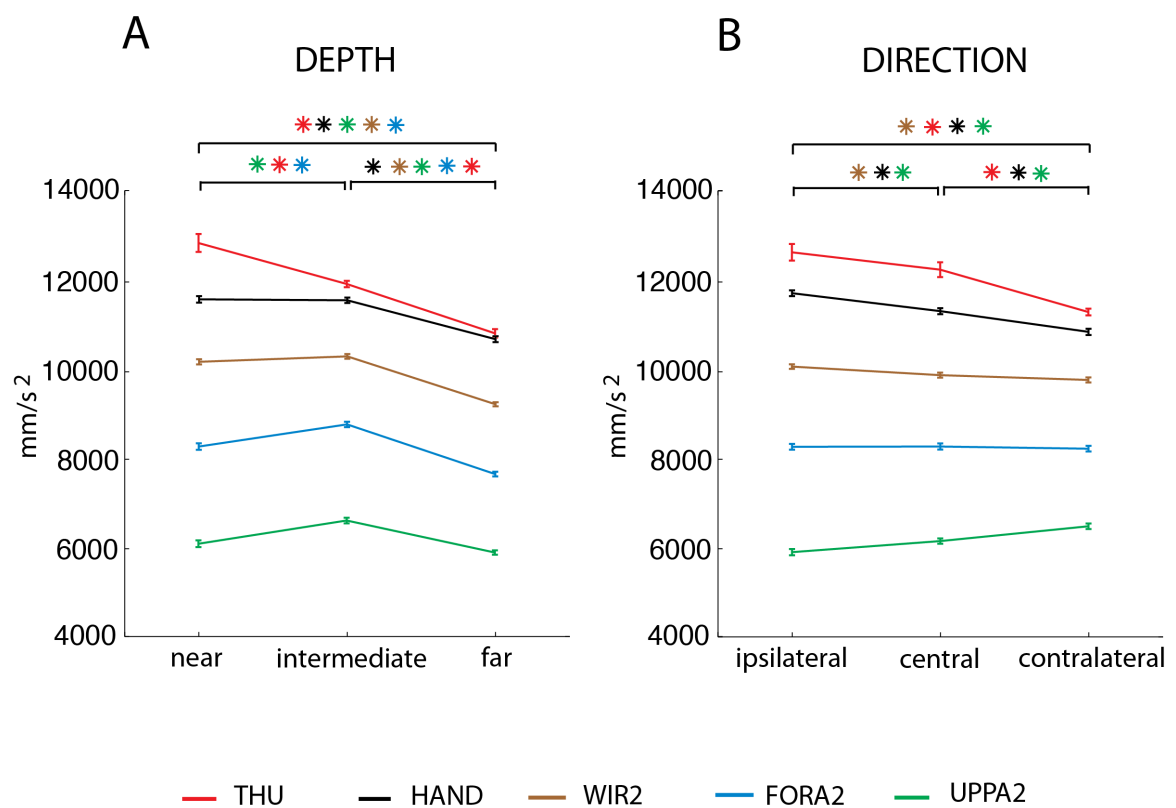 A
DEPTH
14000
12000
10000
8000
6000
4000
mm/s 2
near intermediate far
B
DIRECTION
14000
12000
10000
8000
6000
4000
mm/s 2
ipsilateral central contralateral
THU HAND WIR2 FORA2 UPPA2